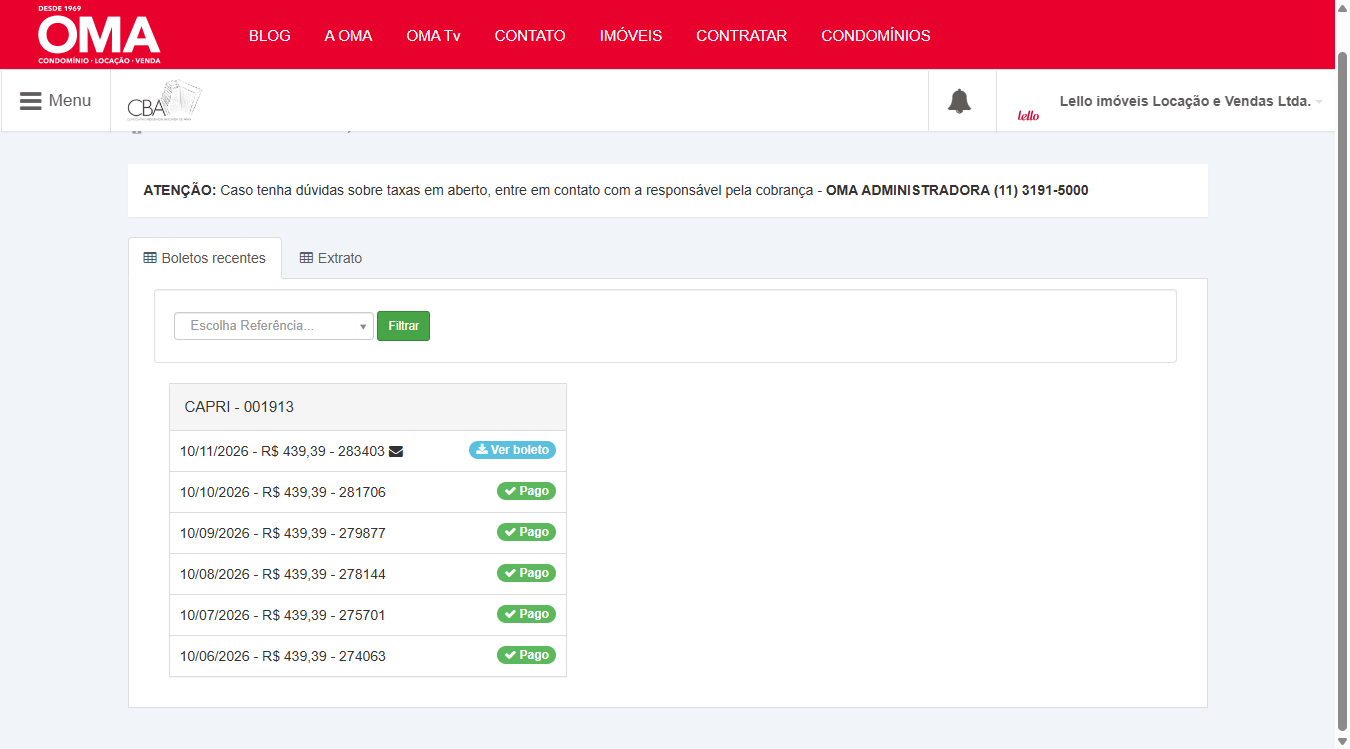 DESDE 1969
OMA
CONDOMÍNIO · LOCAÇÃO · VENDA
BLOG A OMA OMA Tv CONTATO IMÓVEIS CONTRATAR CONDOMÍNIOS
Menu
CBA
lello
Lello imóveis Locação e Vendas Ltda.
ATENÇÃO: Caso tenha dúvidas sobre taxas em aberto, entre em contato com a responsável pela cobrança - OMA ADMINISTRADORA (11) 3191-5000
Boletos recentes Extrato
Escolha Referência... Filtrar
CAPRI - 001913
10/11/2026 - R$ 439,39 - 283403 Ver boleto
10/10/2026 - R$ 439,39 - 281706 Pago
10/09/2026 - R$ 439,39 - 279877 Pago
10/08/2026 - R$ 439,39 - 278144 Pago
10/07/2026 - R$ 439,39 - 275701 Pago
10/06/2026 - R$ 439,39 - 274063 Pago